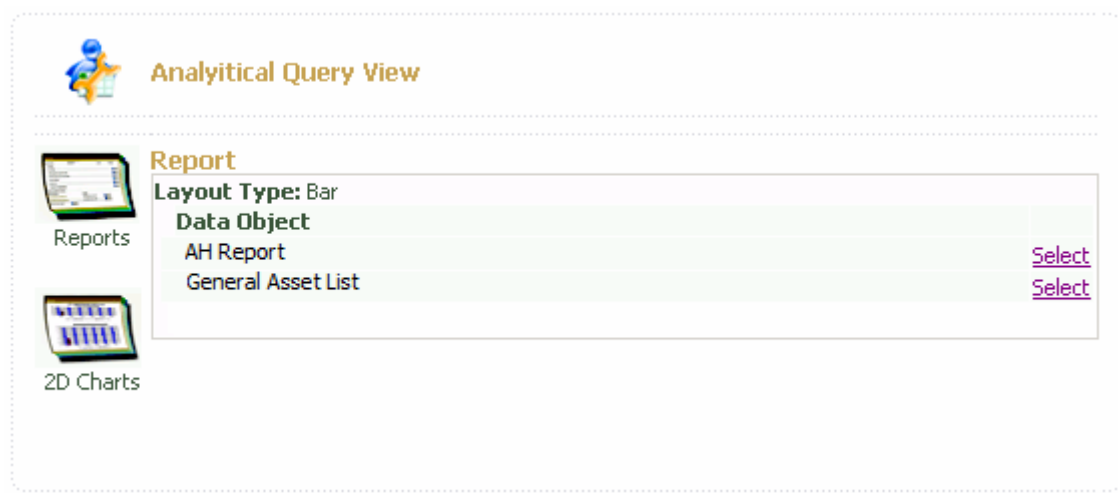 Analyitical Query View
Report
Layout Type: Bar
Data Object
AH Report Select
General Asset List Select
Reports
2D Charts